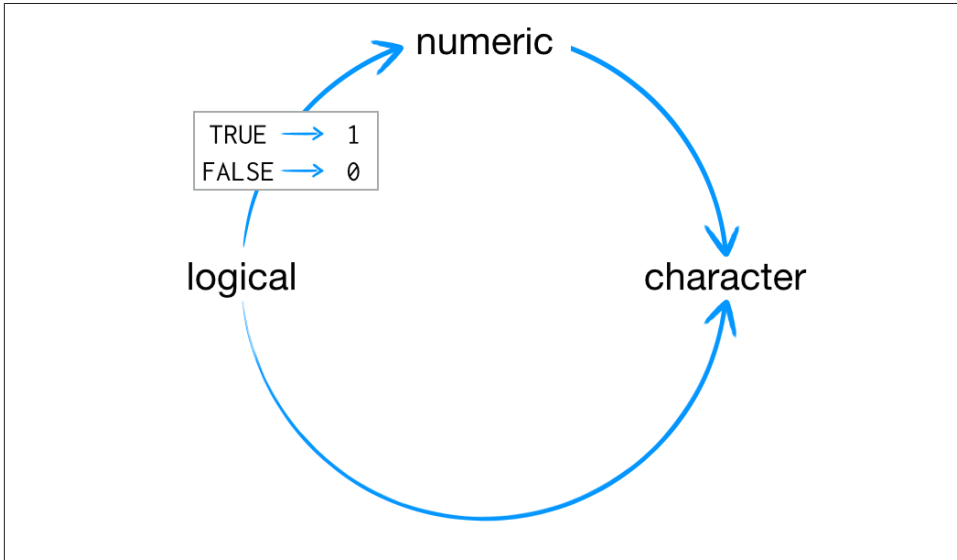 numeric
TRUE → 1
FALSE → 0
logical
character